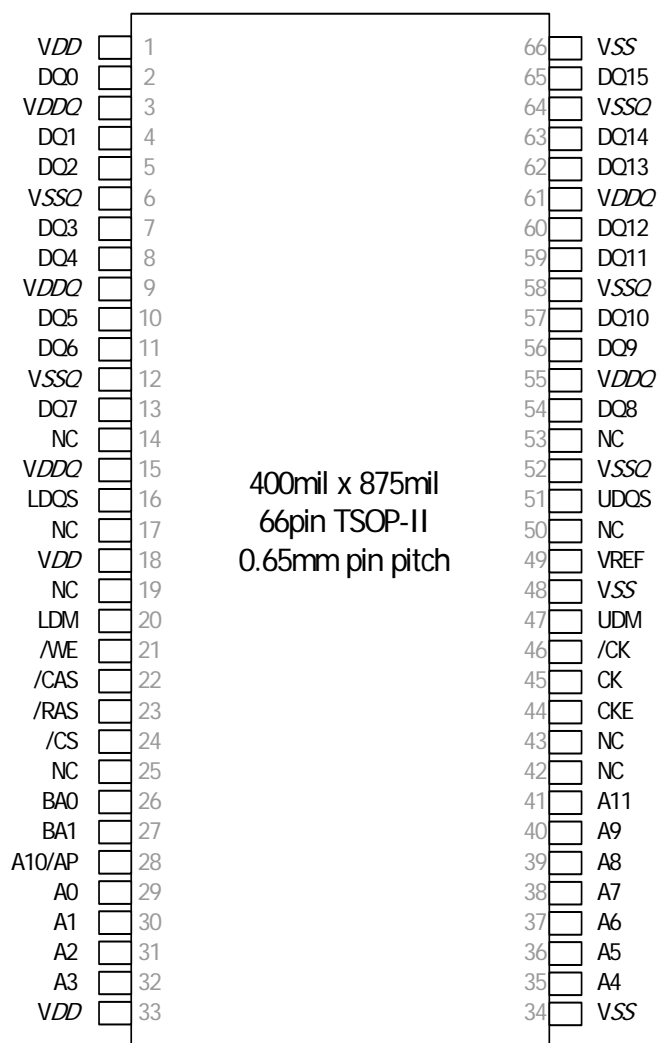 VDD 1 66 VSS
DQ0 2 65 DQ15
VDDQ 3 64 VSSQ
DQ1 4 63 DQ14
DQ2 5 62 DQ13
VSSQ 6 61 VDDQ
DQ3 7 60 DQ12
DQ4 8 59 DQ11
VDDQ 9 58 VSSQ
DQ5 10 57 DQ10
DQ6 11 56 DQ9
VSSQ 12 55 VDDQ
DQ7 13 54 DQ8
NC 14 53 NC
VDDQ 15 52 VSSQ
LDQS 16 51 UDQS
NC 17 50 NC
VDD 18 49 VREF
NC 19 48 VSS
LDM 20 47 UDM
/WE 21 46 /CK
/CAS 22 45 CK
/RAS 23 44 CKE
/CS 24 43 NC
NC 25 42 NC
BA0 26 41 A11
BA1 27 40 A9
A10/AP 28 39 A8
A0 29 38 A7
A1 30 37 A6
A2 31 36 A5
A3 32 35 A4
VDD 33 34 VSS
400mil x 875mil
66pin TSOP-II
0.65mm pin pitch